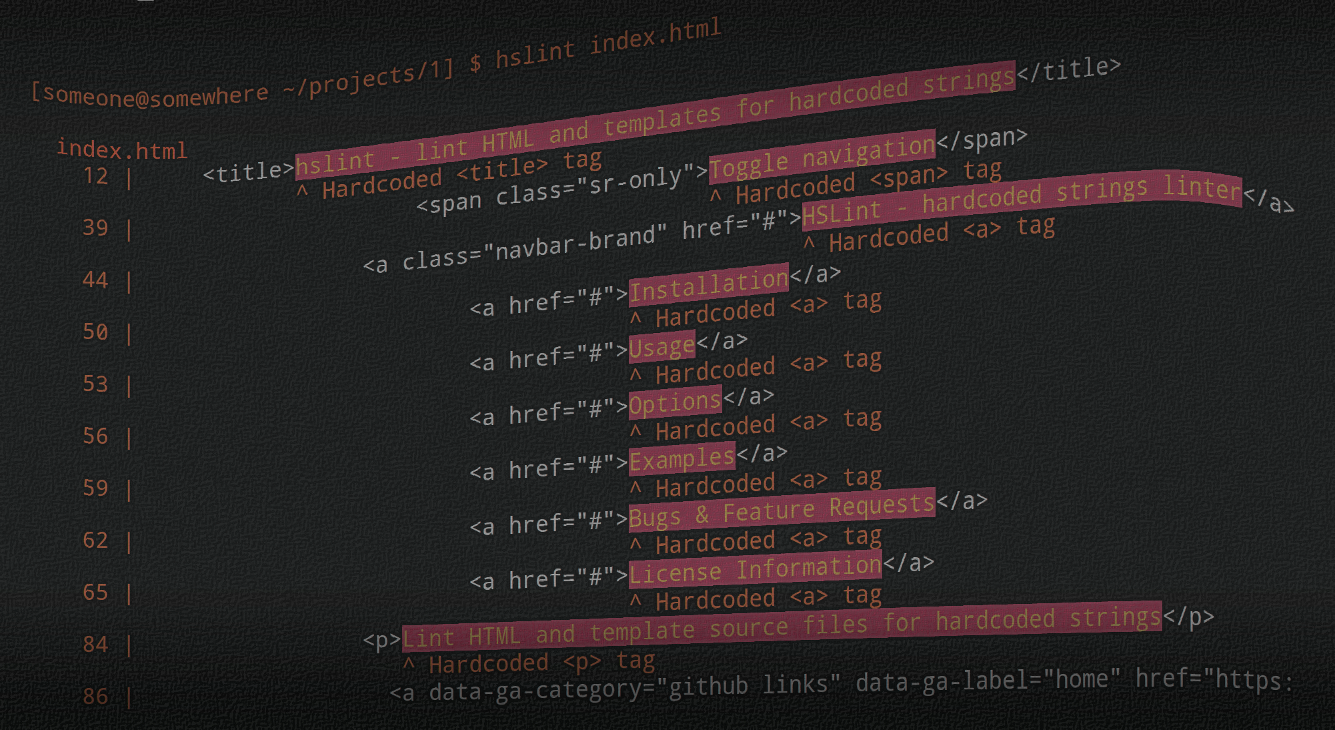 [someone@somewhere ~/projects/1] $ hslint index.html
index.html
12 | <title>hslint - lint HTML and templates for hardcoded strings</title>
^ Hardcoded <title> tag
39 | <span class="sr-only">Toggle navigation</span>
^ Hardcoded <span> tag
44 | <a class="navbar-brand" href="#">HSLint - hardcoded strings linter</a>
^ Hardcoded <a> tag
50 | <a href="#">Installation</a>
^ Hardcoded <a> tag
53 | <a href="#">Usage</a>
^ Hardcoded <a> tag
56 | <a href="#">Options</a>
^ Hardcoded <a> tag
59 | <a href="#">Examples</a>
^ Hardcoded <a> tag
62 | <a href="#">Bugs & Feature Requests</a>
^ Hardcoded <a> tag
65 | <a href="#">License Information</a>
^ Hardcoded <a> tag
84 | <p>Lint HTML and template source files for hardcoded strings</p>
^ Hardcoded <p> tag
86 | <a data-ga-category="github links" data-ga-label="home" href="https: